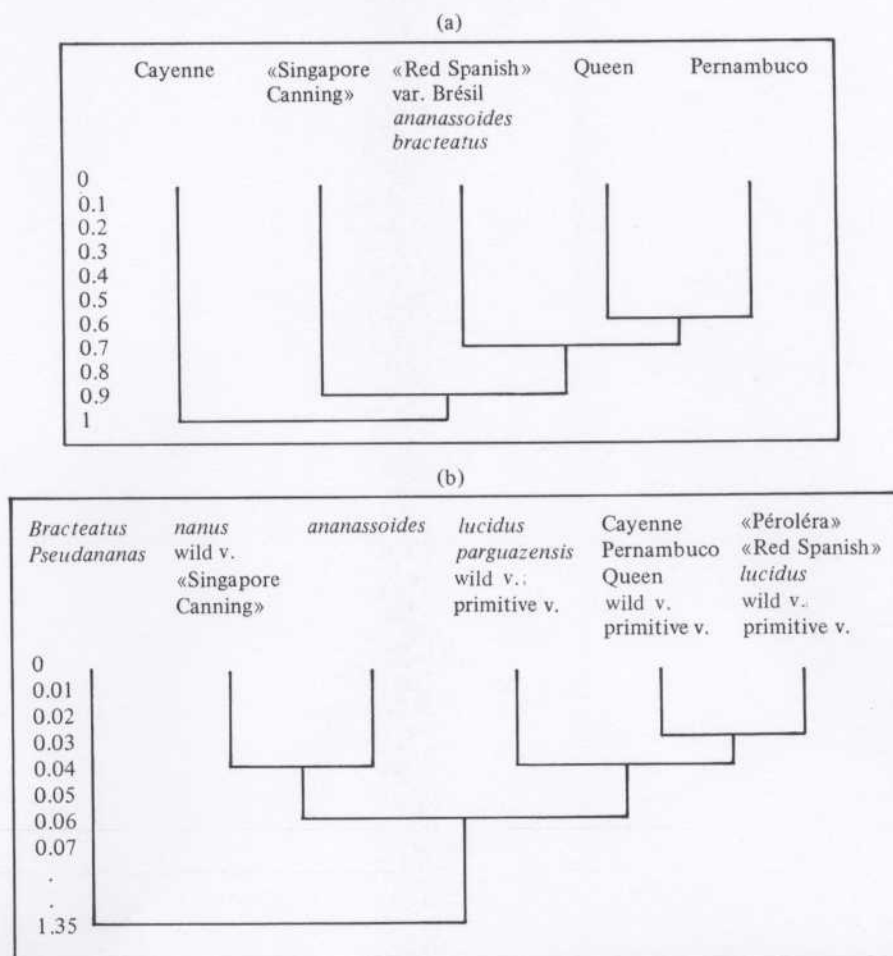 (a)
Cayenne
«Singapore
Canning»
«Red Spanish»
var. Brésil
ananassoides
bracteatus
Queen
Pernambuco
0
0.1
0.2
0.3
0.4
0.5
0.6
0.7
0.8
0.9
1
(b)
Bracteatus
Pseudananas
nanus
wild v.
«Singapore
Canning»
ananassoides
lucidus
parguazensis
wild v.
primitive v.
Cayenne
Pernambuco
Queen
wild v.
primitive v.
«Péroléra»
«Red Spanish»
lucidus
wild v.
primitive v.
0
0.01
0.02
0.03
0.04
0.05
0.06
0.07
.
.
1.35